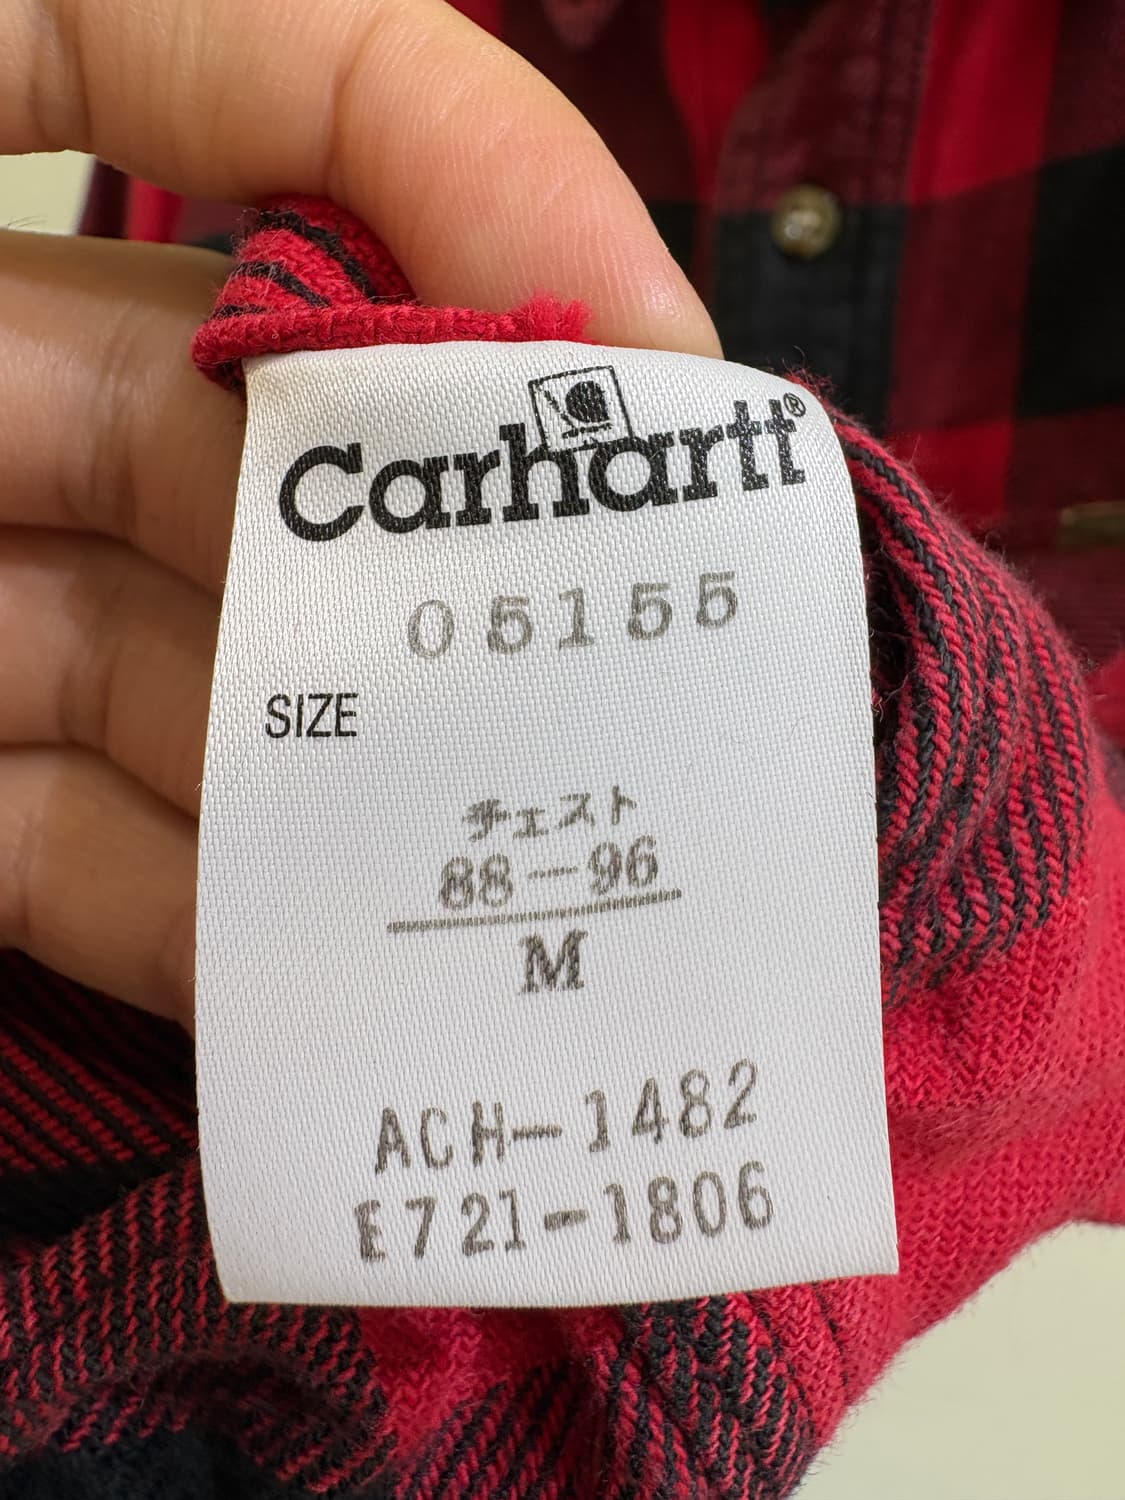 Carhartt®
05155
SIZE
チェスト
88-96
M
ACH-1482
E721-1806